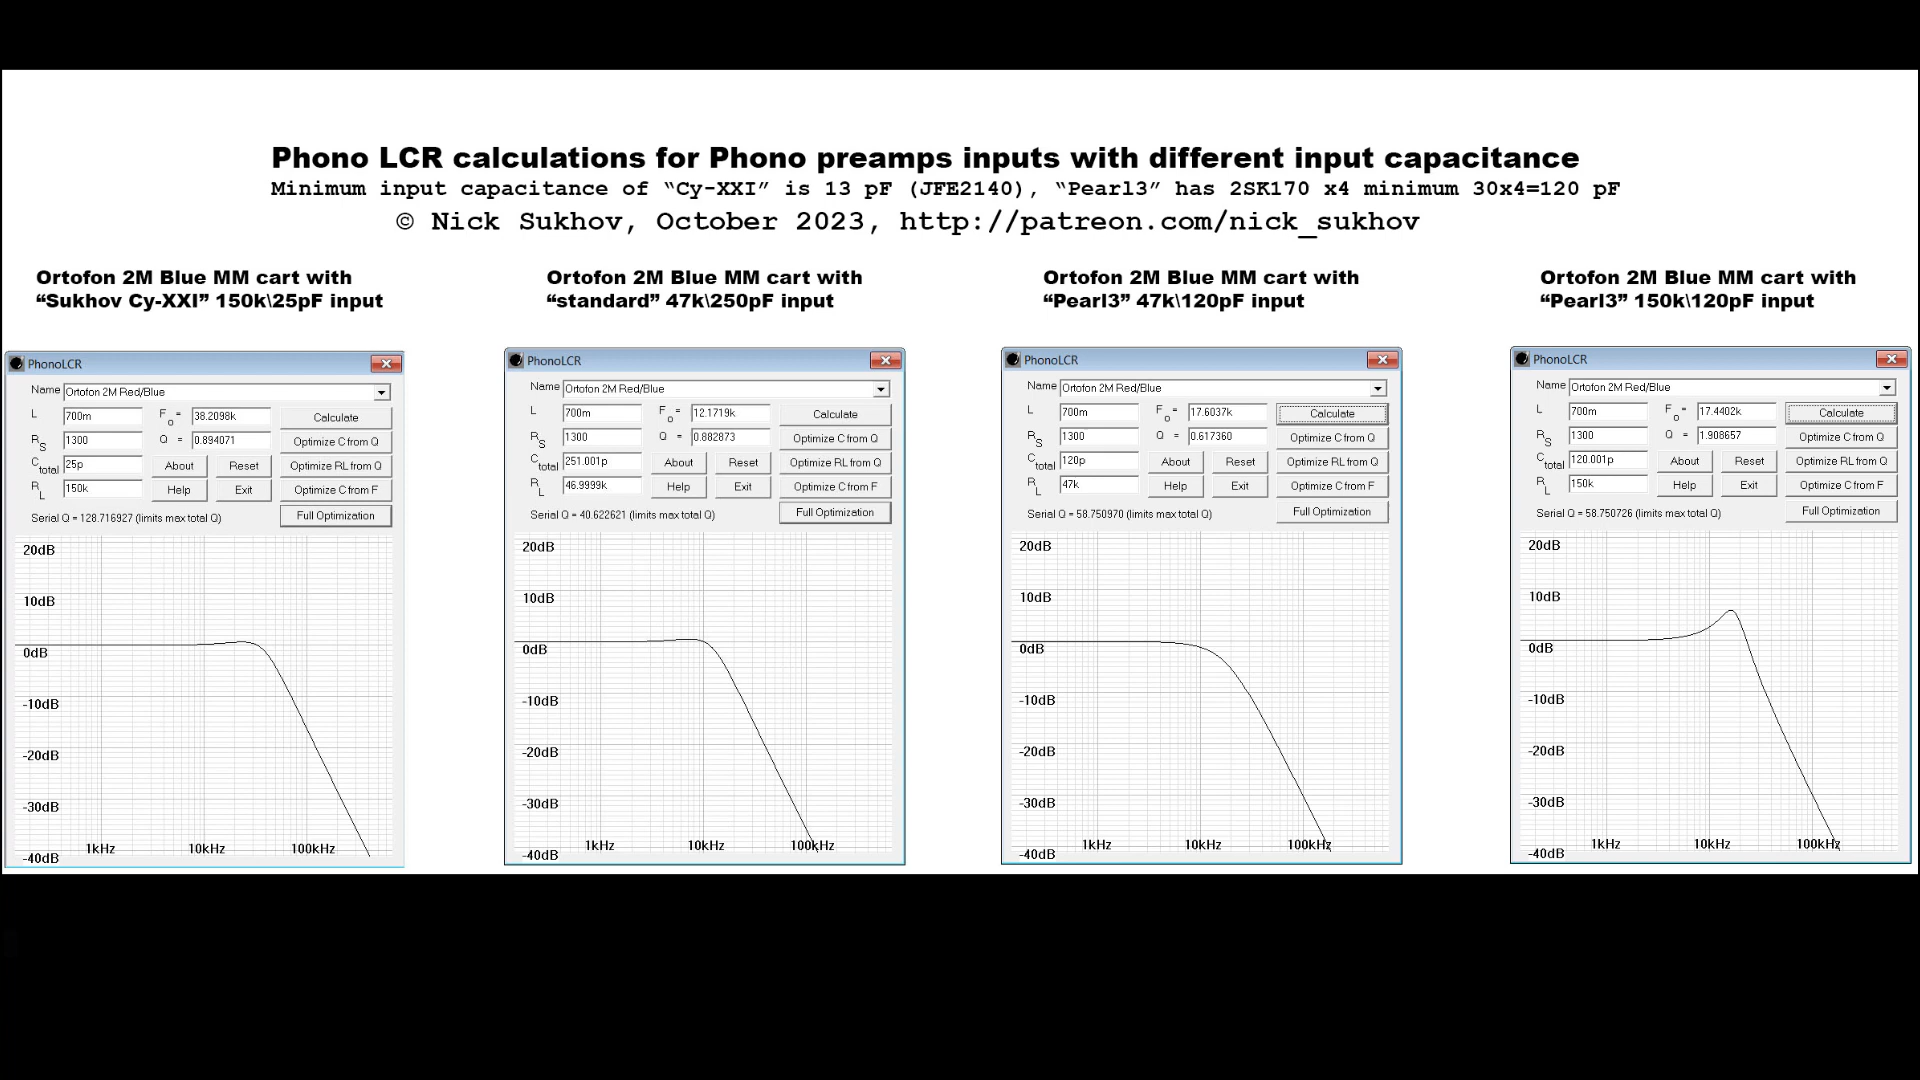 Phono LCR calculations for Phono preamps inputs with different input capacitance
Minimum input capacitance of “Cy-XXI” is 13 pF (JFE2140), “Pearl3” has 2SK170 x4 minimum 30x4=120 pF
© Nick Sukhov, October 2023, http://patreon.com/nick_sukhov
Ortofon 2M Blue MM cart with
“Sukhov Cy-XXI” 150k\25pF input
PhonoLCR
Name Ortofon 2M Red/Blue
L 700m Fo = 38.2098k Calculate
RS 1300 Q = 0.894071 Optimize C from Q
Ctotal 25p About Reset Optimize RL from Q
RL 150k Help Exit Optimize C from F
Serial Q = 128.716927 (limits max total Q) Full Optimization
20dB
10dB
0dB
-10dB
-20dB
-30dB
-40dB
1kHz 10kHz 100kHz
Ortofon 2M Blue MM cart with
“standard” 47k\250pF input
PhonoLCR
Name Ortofon 2M Red/Blue
L 700m Fo = 12.1719k Calculate
RS 1300 Q = 0.882873 Optimize C from Q
Ctotal 251.001p About Reset Optimize RL from Q
RL 46.9999k Help Exit Optimize C from F
Serial Q = 40.622621 (limits max total Q) Full Optimization
20dB
10dB
0dB
-10dB
-20dB
-30dB
-40dB
1kHz 10kHz 100kHz
Ortofon 2M Blue MM cart with
“Pearl3” 47k\120pF input
PhonoLCR
Name Ortofon 2M Red/Blue
L 700m Fo = 17.6037k Calculate
RS 1300 Q = 0.617360 Optimize C from Q
Ctotal 120p About Reset Optimize RL from Q
RL 47k Help Exit Optimize C from F
Serial Q = 58.750970 (limits max total Q) Full Optimization
20dB
10dB
0dB
-10dB
-20dB
-30dB
-40dB
1kHz 10kHz 100kHz
Ortofon 2M Blue MM cart with
“Pearl3” 150k\120pF input
PhonoLCR
Name Ortofon 2M Red/Blue
L 700m Fo = 17.4402k Calculate
RS 1300 Q = 1.908657 Optimize C from Q
Ctotal 120.001p About Reset Optimize RL from Q
RL 150k Help Exit Optimize C from F
Serial Q = 58.750726 (limits max total Q) Full Optimization
20dB
10dB
0dB
-10dB
-20dB
-30dB
-40dB
1kHz 10kHz 100kHz